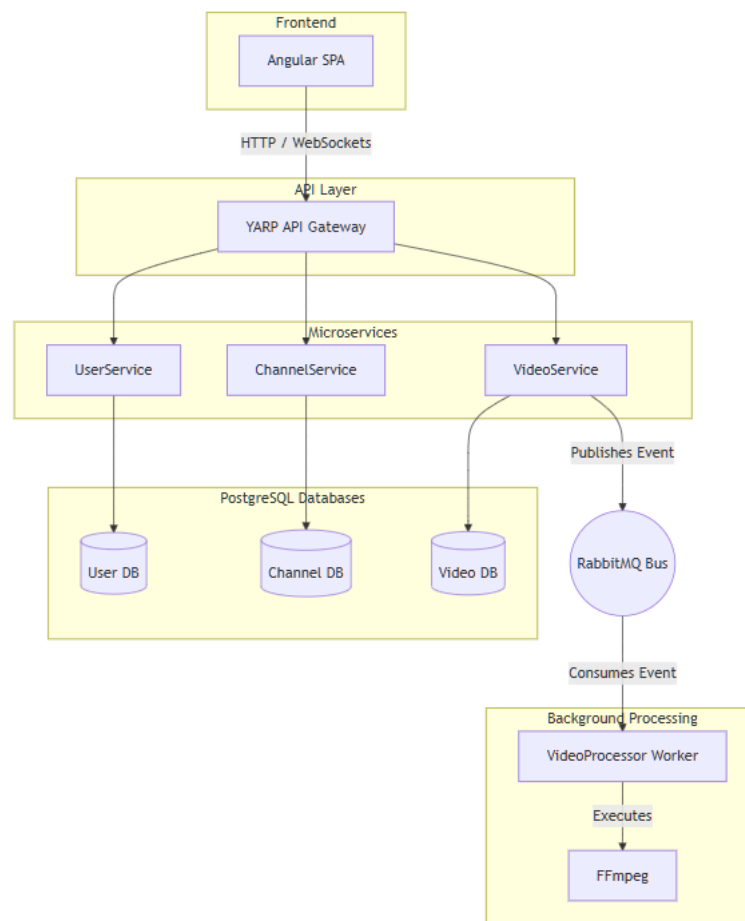 Frontend
Angular SPA
HTTP / WebSockets
API Layer
YARP API Gateway
Microservices
UserService
ChannelService
VideoService
Publishes Event
PostgreSQL Databases
User DB
Channel DB
Video DB
RabbitMQ Bus
Consumes Event
Background Processing
VideoProcessor Worker
Executes
FFmpeg